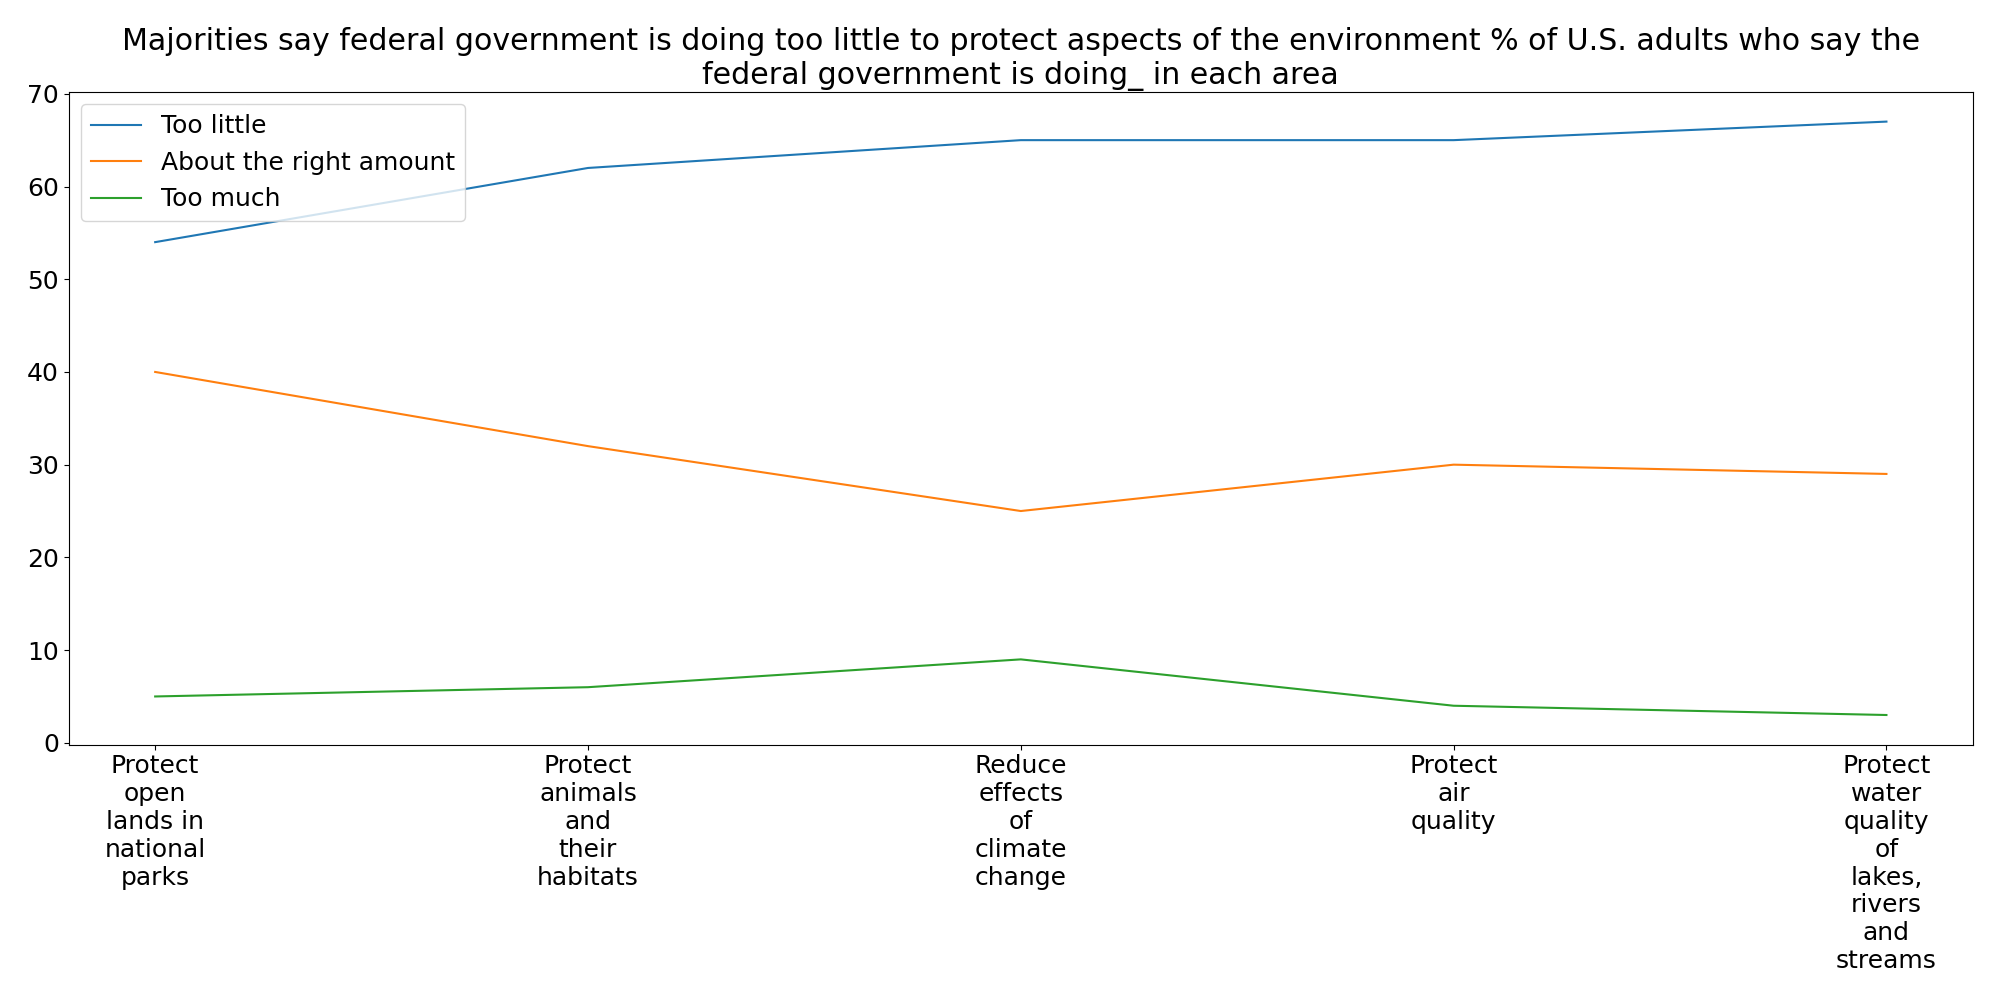 Majorities say federal government is doing too little to protect aspects of the environment % of U.S. adults who say the
federal government is doing_ in each area
Too little
About the right amount
Too much
70
60
50
40
30
20
10
0
Protect
open
lands in
national
parks
Protect
animals
and
their
habitats
Reduce
effects
of
climate
change
Protect
air
quality
Protect
water
quality
of
lakes,
rivers
and
streams